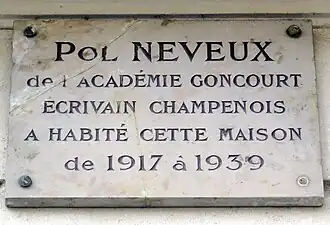 POL NEVEUX
de l'ACADÉMIE GONCOURT
ÉCRIVAIN CHAMPENOIS
A HABITÉ CETTE MAISON
de 1917 à 1939